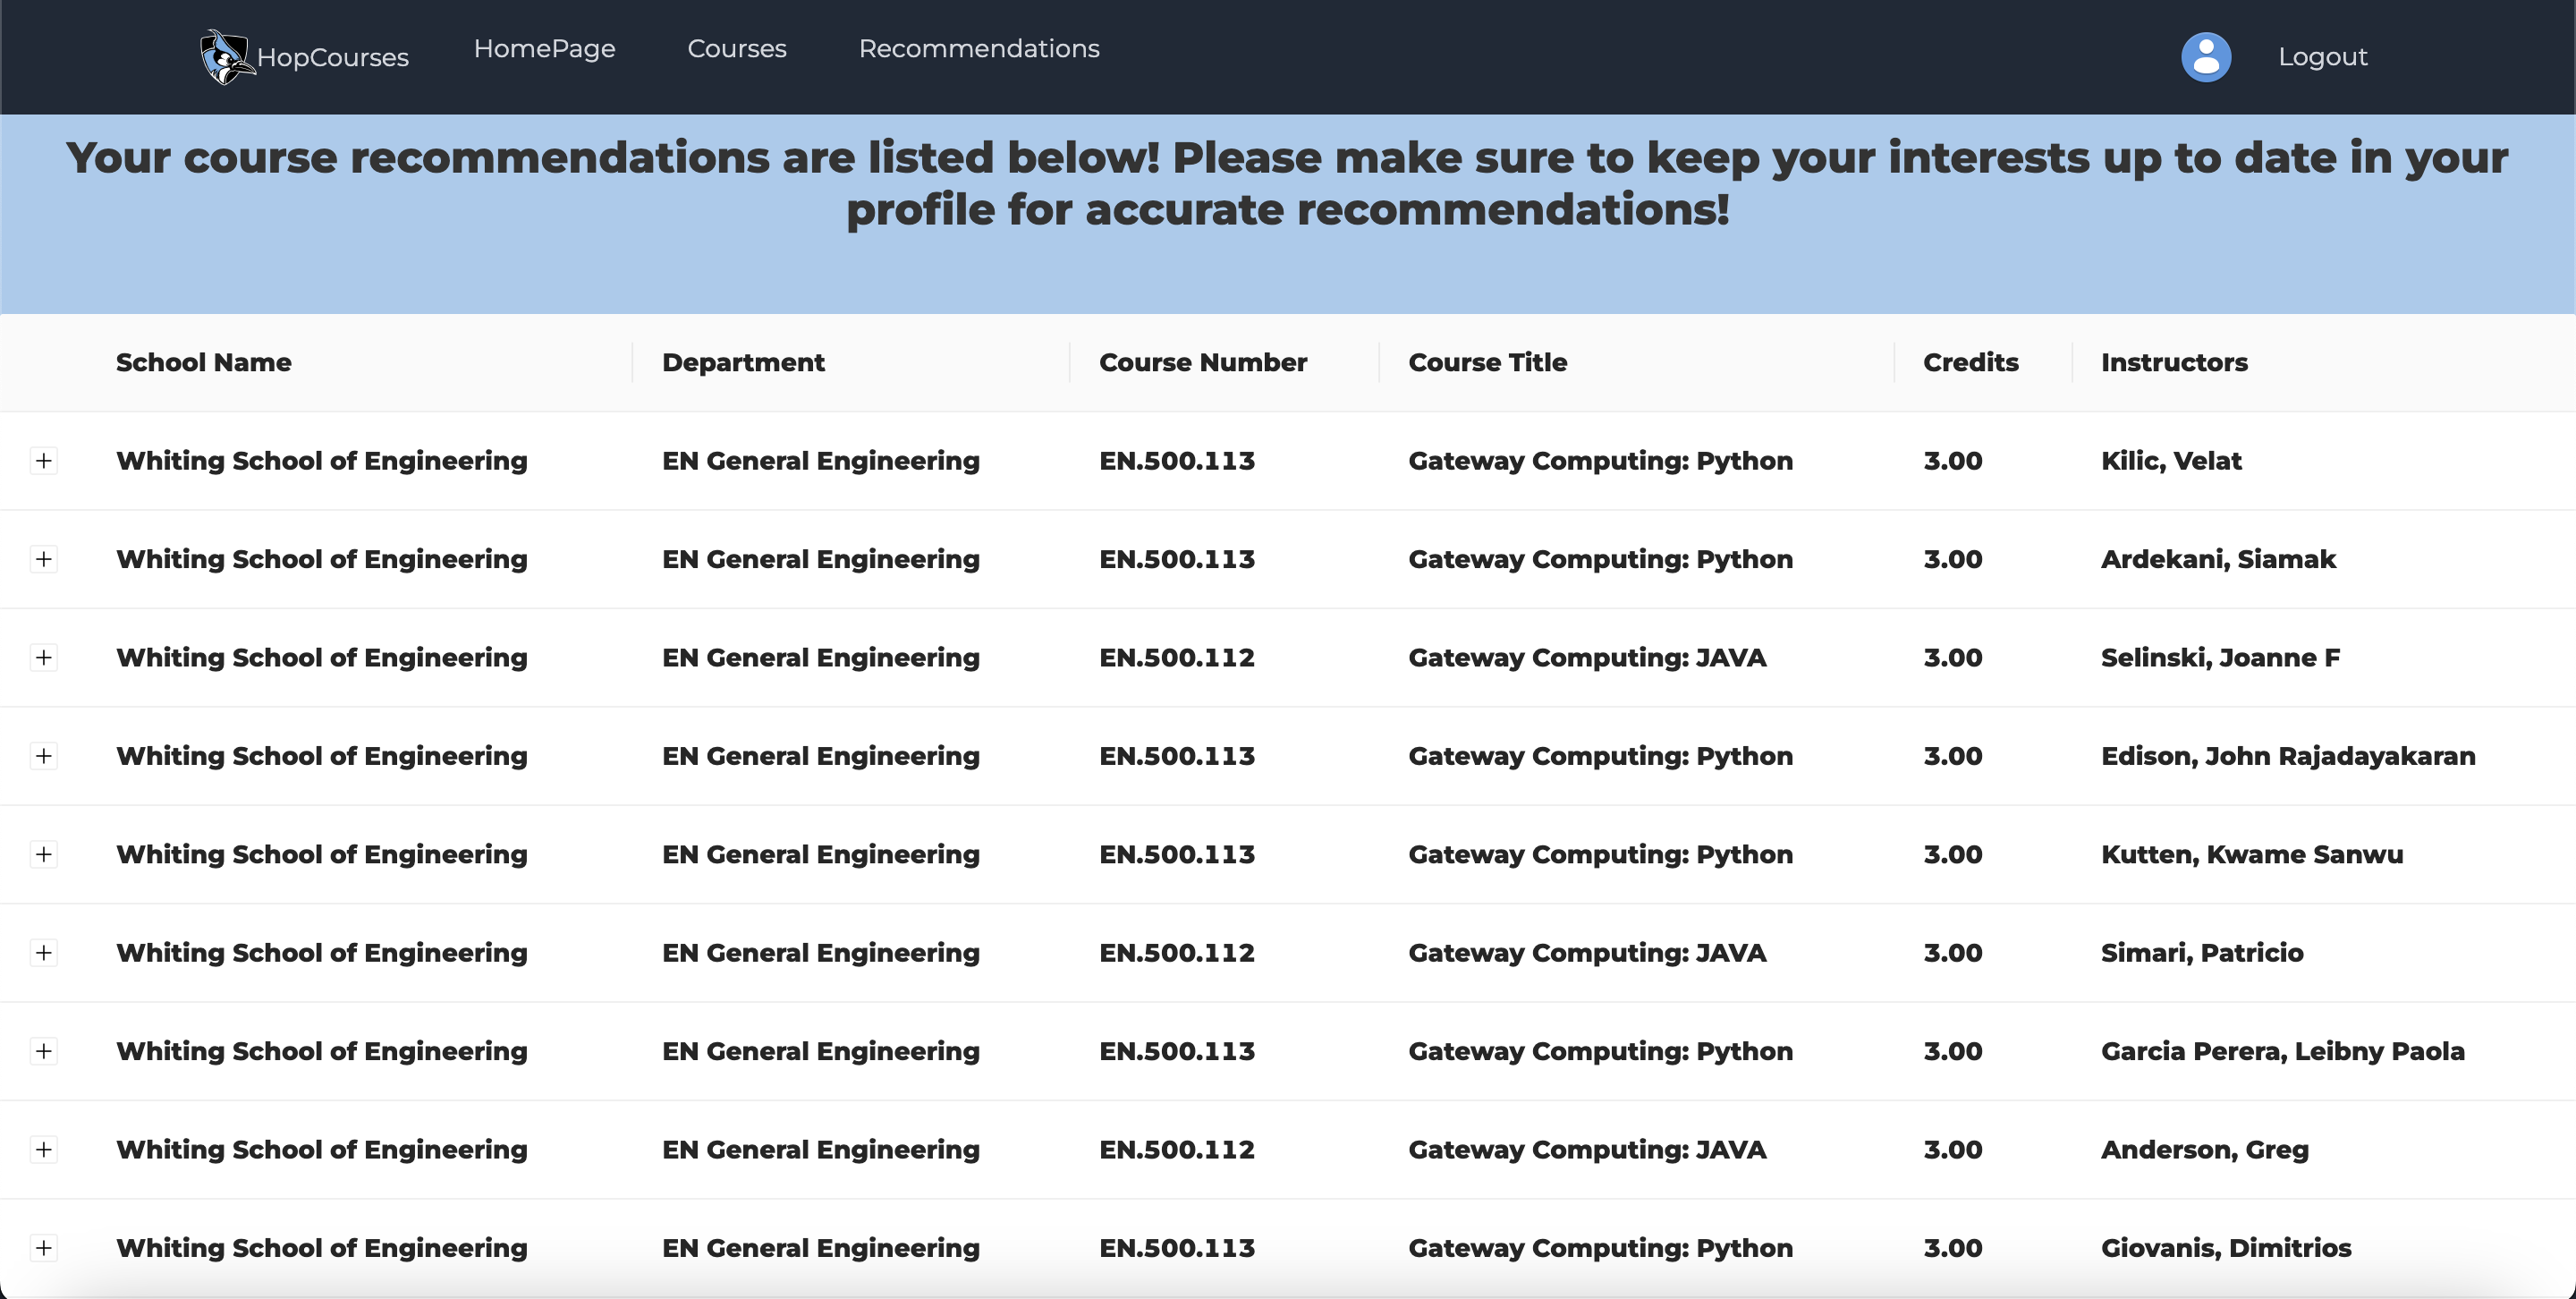 HopCourses HomePage Courses Recommendations Logout
Your course recommendations are listed below! Please make sure to keep your interests up to date in your
profile for accurate recommendations!
School Name Department Course Number Course Title Credits Instructors
Whiting School of Engineering EN General Engineering EN.500.113 Gateway Computing: Python 3.00 Kilic, Velat
Whiting School of Engineering EN General Engineering EN.500.113 Gateway Computing: Python 3.00 Ardekani, Siamak
Whiting School of Engineering EN General Engineering EN.500.112 Gateway Computing: JAVA 3.00 Selinski, Joanne F
Whiting School of Engineering EN General Engineering EN.500.113 Gateway Computing: Python 3.00 Edison, John Rajadayakaran
Whiting School of Engineering EN General Engineering EN.500.113 Gateway Computing: Python 3.00 Kutten, Kwame Sanwu
Whiting School of Engineering EN General Engineering EN.500.112 Gateway Computing: JAVA 3.00 Simari, Patricio
Whiting School of Engineering EN General Engineering EN.500.113 Gateway Computing: Python 3.00 Garcia Perera, Leibny Paola
Whiting School of Engineering EN General Engineering EN.500.112 Gateway Computing: JAVA 3.00 Anderson, Greg
Whiting School of Engineering EN General Engineering EN.500.113 Gateway Computing: Python 3.00 Giovanis, Dimitrios